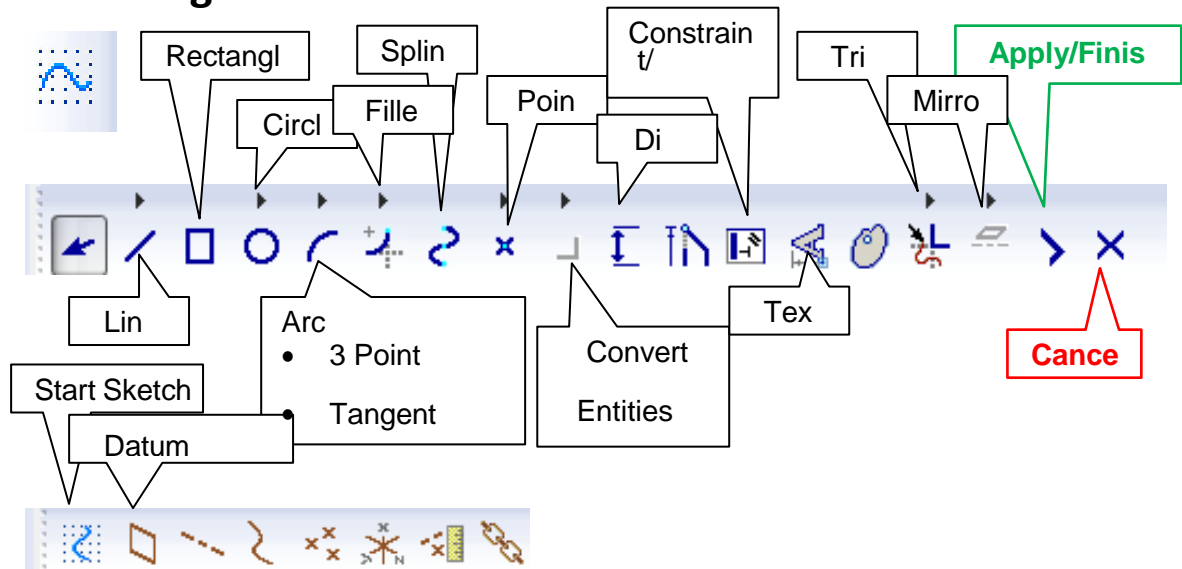 Rectangl
Splin
Constrain
t/
Tri
Apply/Finis
Circl
Fille
Poin
Mirro
Di
Lin
Arc
• 3 Point
• Tangent
Convert
Entities
Tex
Cance
Start Sketch
Datum